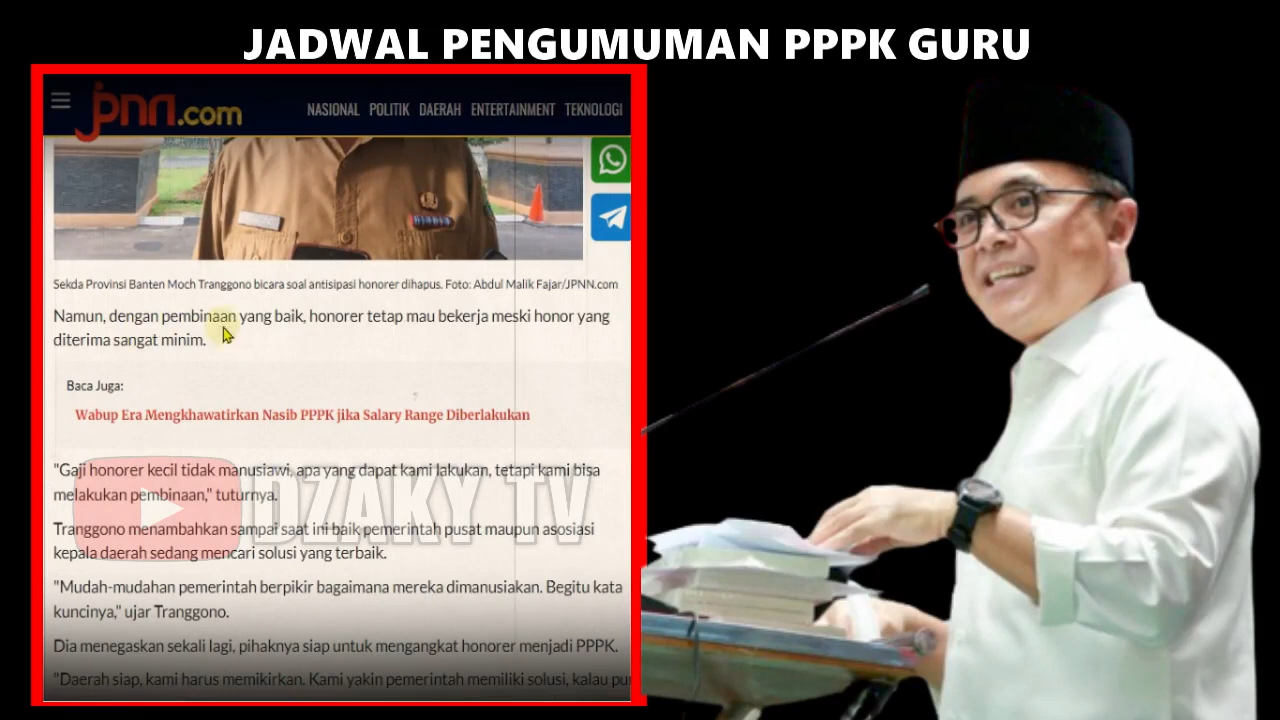 JADWAL PENGUMUMAN PPPK GURU
jpnn.com
NASIONAL POLITIK DAERAH ENTERTAINMENT TEKNOLOGI
Sekda Provinsi Banten Moch Tranggono bicara soal antisipasi honorer dihapus. Foto: Abdul Malik Fajar/JPNN.com
Namun, dengan pembinaan yang baik, honorer tetap mau bekerja meski honor yang
diterima sangat minim.
Baca Juga:
Wabup Era Mengkhawatirkan Nasib PPPK jika Salary Range Diberlakukan
"Gaji honorer kecil tidak manusiawi, apa yang dapat kami lakukan, tetapi kami bisa
melakukan pembinaan," tuturnya.
DZAKY TV
Tranggono menambahkan sampai saat ini baik pemerintah pusat maupun asosiasi
kepala daerah sedang mencari solusi yang terbaik.
"Mudah-mudahan pemerintah berpikir bagaimana mereka dimanusiakan. Begitu kata
kuncinya," ujar Tranggono.
Dia menegaskan sekali lagi, pihaknya siap untuk mengangkat honorer menjadi PPPK.
"Daerah siap, kami harus memikirkan. Kami yakin pemerintah memiliki solusi, kalau